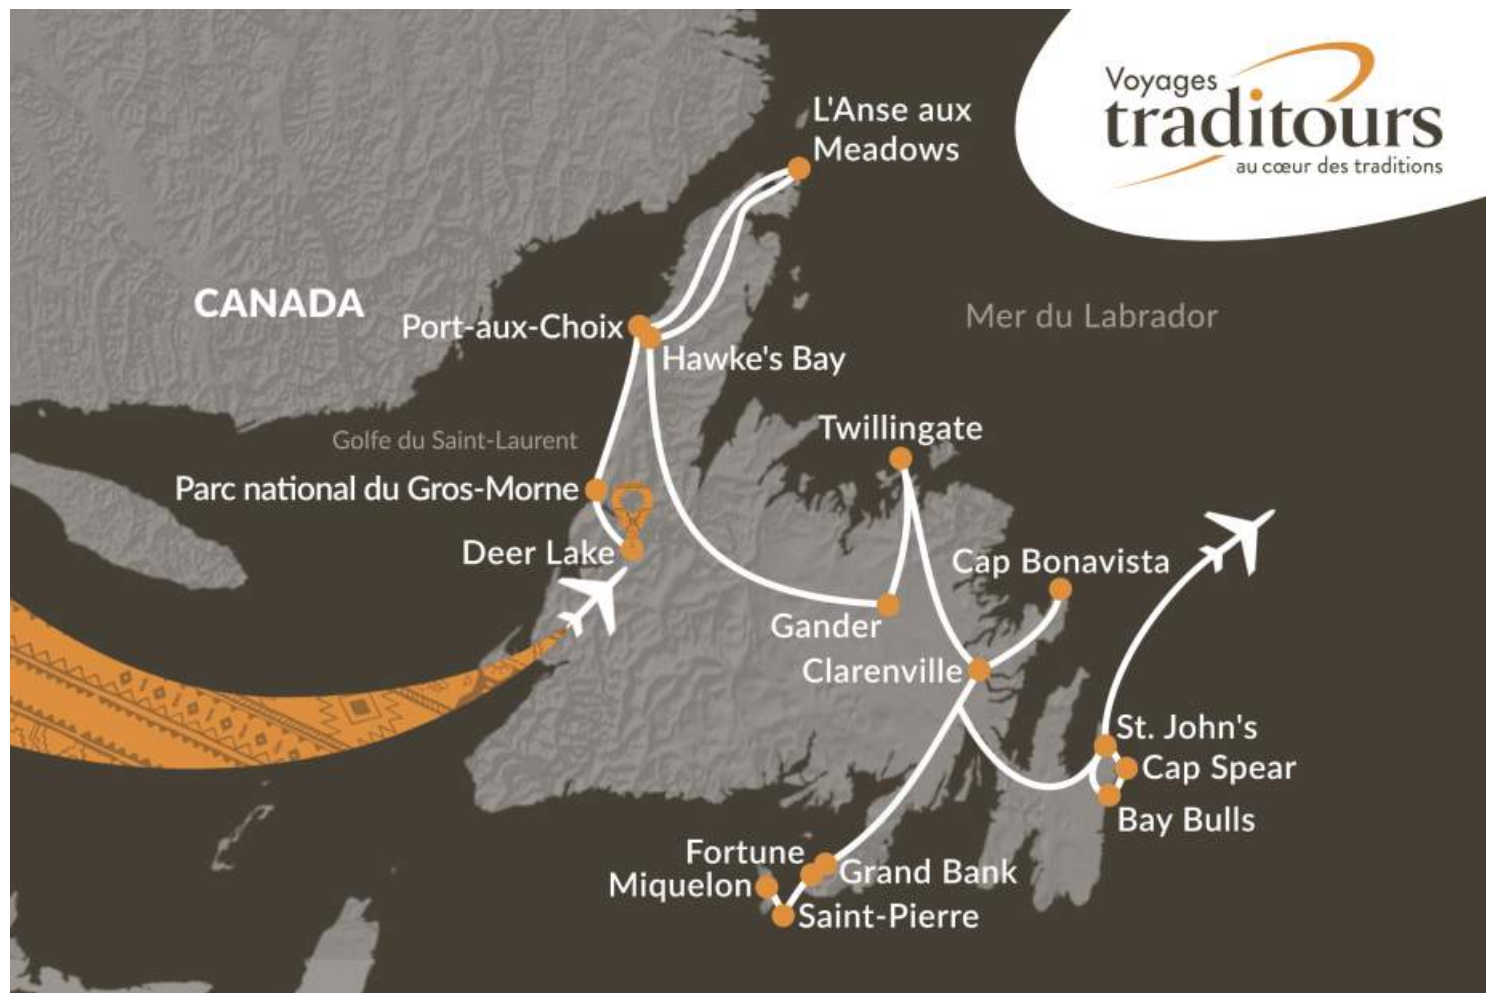 Voyages
traditours
au cœur des traditions
L'Anse aux
Meadows
CANADA
Port-aux-Choix
Hawke's Bay
Mer du Labrador
Golfe du Saint-Laurent
Twillingate
Parc national du Gros-Morne
Deer Lake
Cap Bonavista
Gander
Clarenville
St. John's
Cap Spear
Bay Bulls
Fortune
Grand Bank
Miquelon
Saint-Pierre